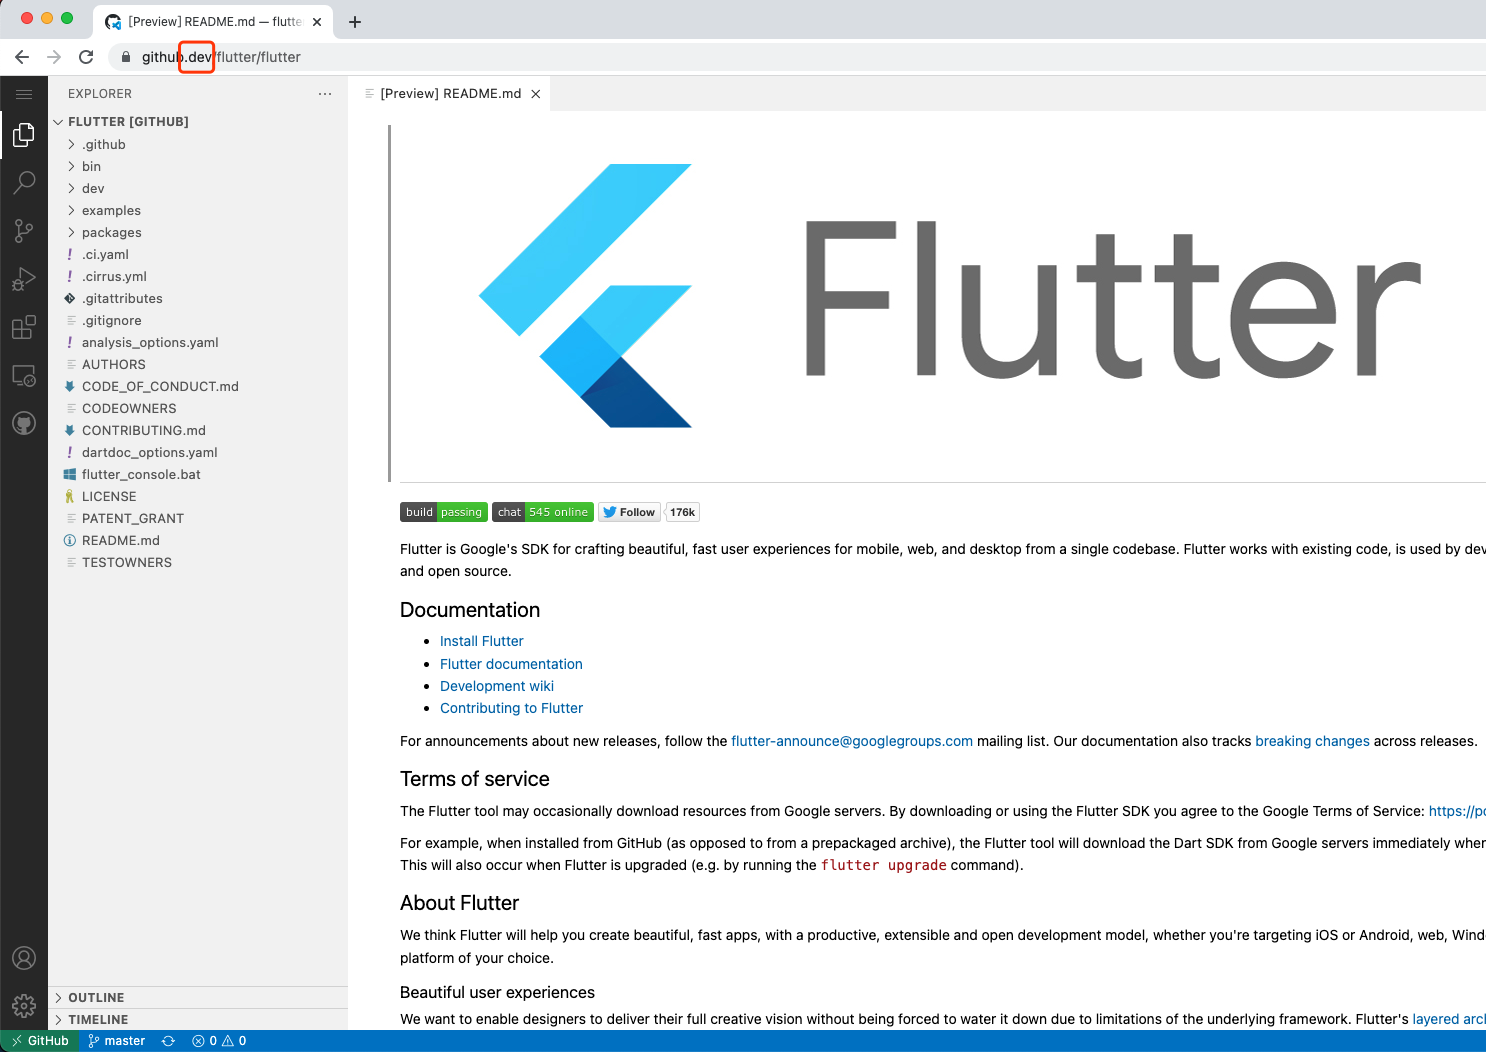 [Preview] README.md — flutte
github.dev/flutter/flutter
EXPLORER
[Preview] README.md
FLUTTER [GITHUB]
.github
bin
dev
examples
packages
.ci.yaml
.cirrus.yml
.gitattributes
.gitignore
analysis_options.yaml
AUTHORS
CODE_OF_CONDUCT.md
CODEOWNERS
CONTRIBUTING.md
dartdoc_options.yaml
flutter_console.bat
LICENSE
PATENT_GRANT
README.md
TESTOWNERS
OUTLINE
TIMELINE
Flutter
build passing chat 545 online Follow 176k
Flutter is Google's SDK for crafting beautiful, fast user experiences for mobile, web, and desktop from a single codebase. Flutter works with existing code, is used by dev
and open source.
Documentation
Install Flutter
Flutter documentation
Development wiki
Contributing to Flutter
For announcements about new releases, follow the flutter-announce@googlegroups.com mailing list. Our documentation also tracks breaking changes across releases.
Terms of service
The Flutter tool may occasionally download resources from Google servers. By downloading or using the Flutter SDK you agree to the Google Terms of Service: https://po
For example, when installed from GitHub (as opposed to from a prepackaged archive), the Flutter tool will download the Dart SDK from Google servers immediately when
This will also occur when Flutter is upgraded (e.g. by running the flutter upgrade command).
About Flutter
We think Flutter will help you create beautiful, fast apps, with a productive, extensible and open development model, whether you're targeting iOS or Android, web, Wind
platform of your choice.
Beautiful user experiences
We want to enable designers to deliver their full creative vision without being forced to water it down due to limitations of the underlying framework. Flutter's layered arc
GitHub master 0 0